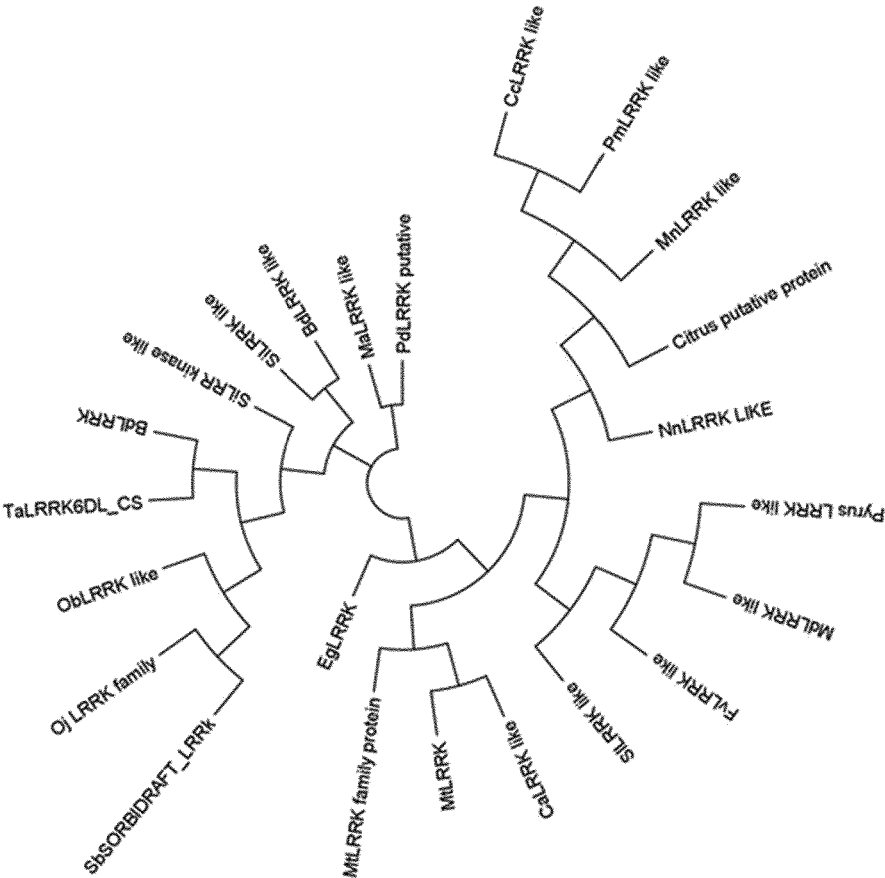 CcLRRK like
PmLRRK like
MnLRRK like
Citrus putative protein
NnLRRK LIKE
Pyrus LRRK like
MdLRRK like
FvLRRK like
SlLRRK like
CaLRRK like
MtLRRK
MtLRRK family protein
EgLRRK
SbSORBIDRAFT_LRRk
Oj LRRK family
ObLRRK like
TaLRRK6DL_CS
BdLRRK
SiLRR kinase like
SiLRRK like
BdLRRK like
MaLRRK like
PdLRRK putative